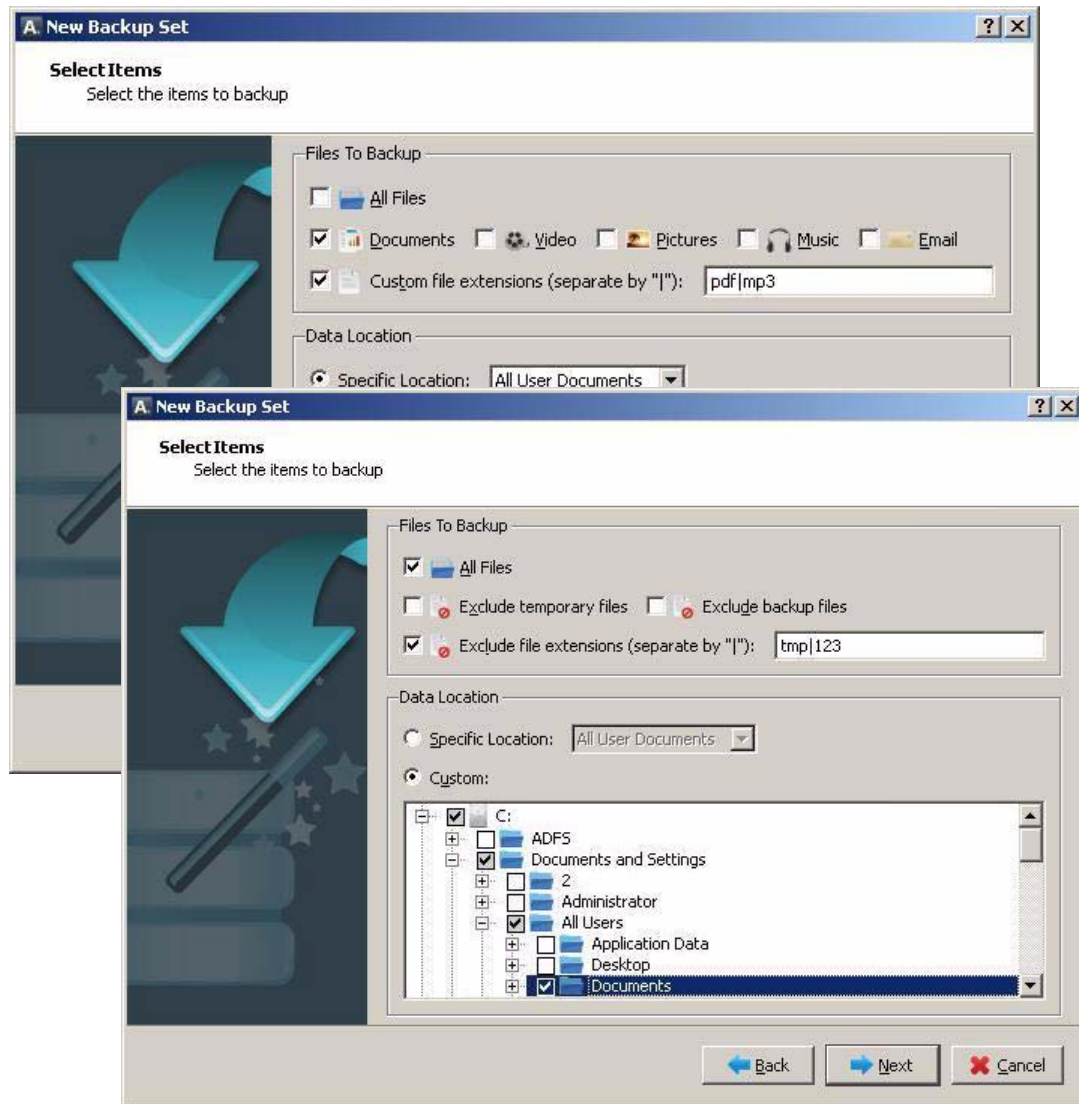 A. New Backup Set
Select Items
Select the items to backup
Files To Backup
All Files
Documents Video Pictures Music Email
Custom file extensions (separate by "|"): pdf|mp3
Data Location
Specific Location: All User Documents
A. New Backup Set
Select Items
Select the items to backup
Files To Backup
All Files
Exclude temporary files Exclude backup files
Exclude file extensions (separate by "|"): tmp|123
Data Location
Specific Location: All User Documents
Custom:
C:
ADFS
Documents and Settings
2
Administrator
All Users
Application Data
Desktop
Documents
Back Next Cancel